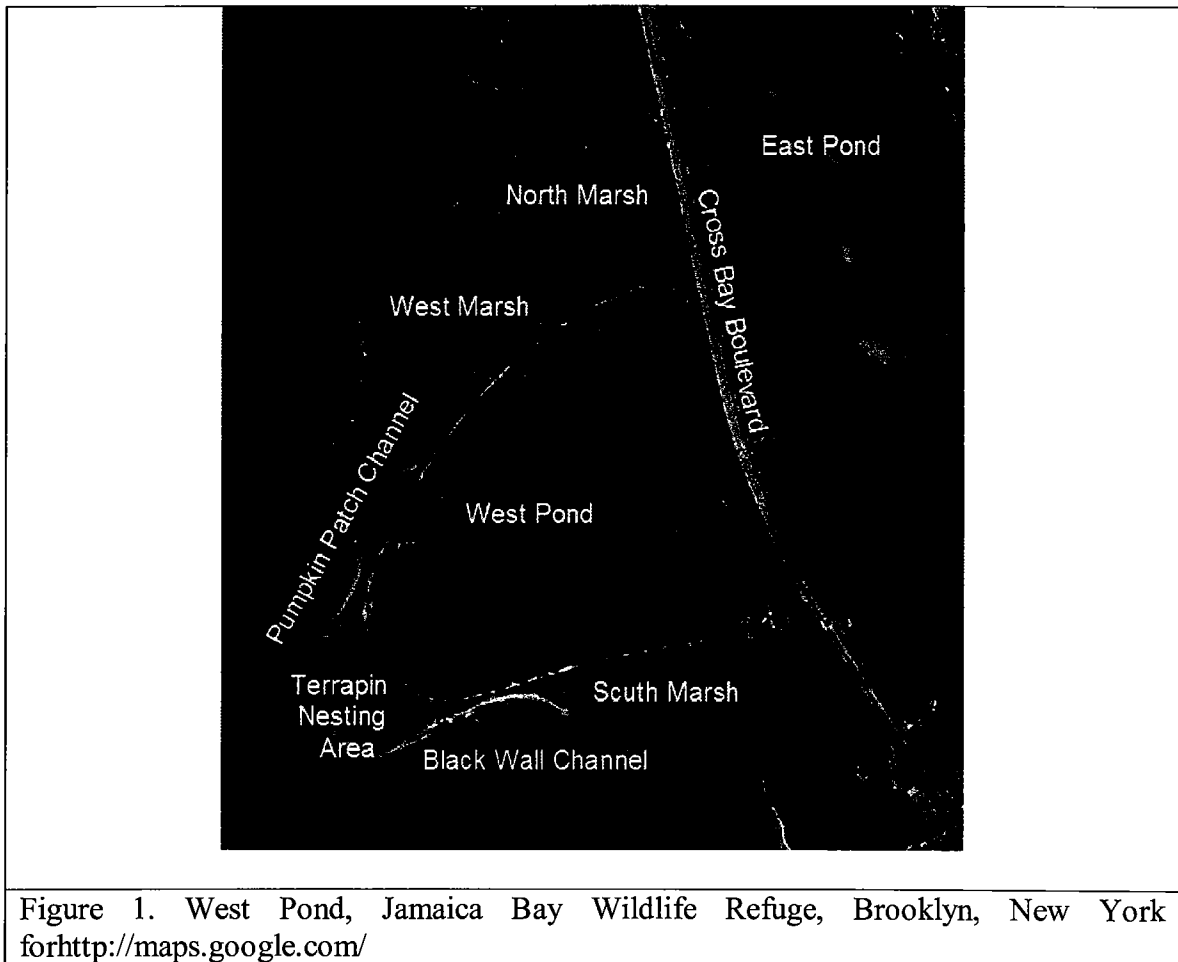 East Pond
North Marsh
Cross Bay Boulevard
West Marsh
Pumpkin Patch Channel
West Pond
Terrapin
Nesting
Area
Scuth Marsh
Black Wall Channel
Figure 1. West Pond, Jamaica Bay Wildlife Refuge, Brooklyn, New York
forhttp://maps.google.com/